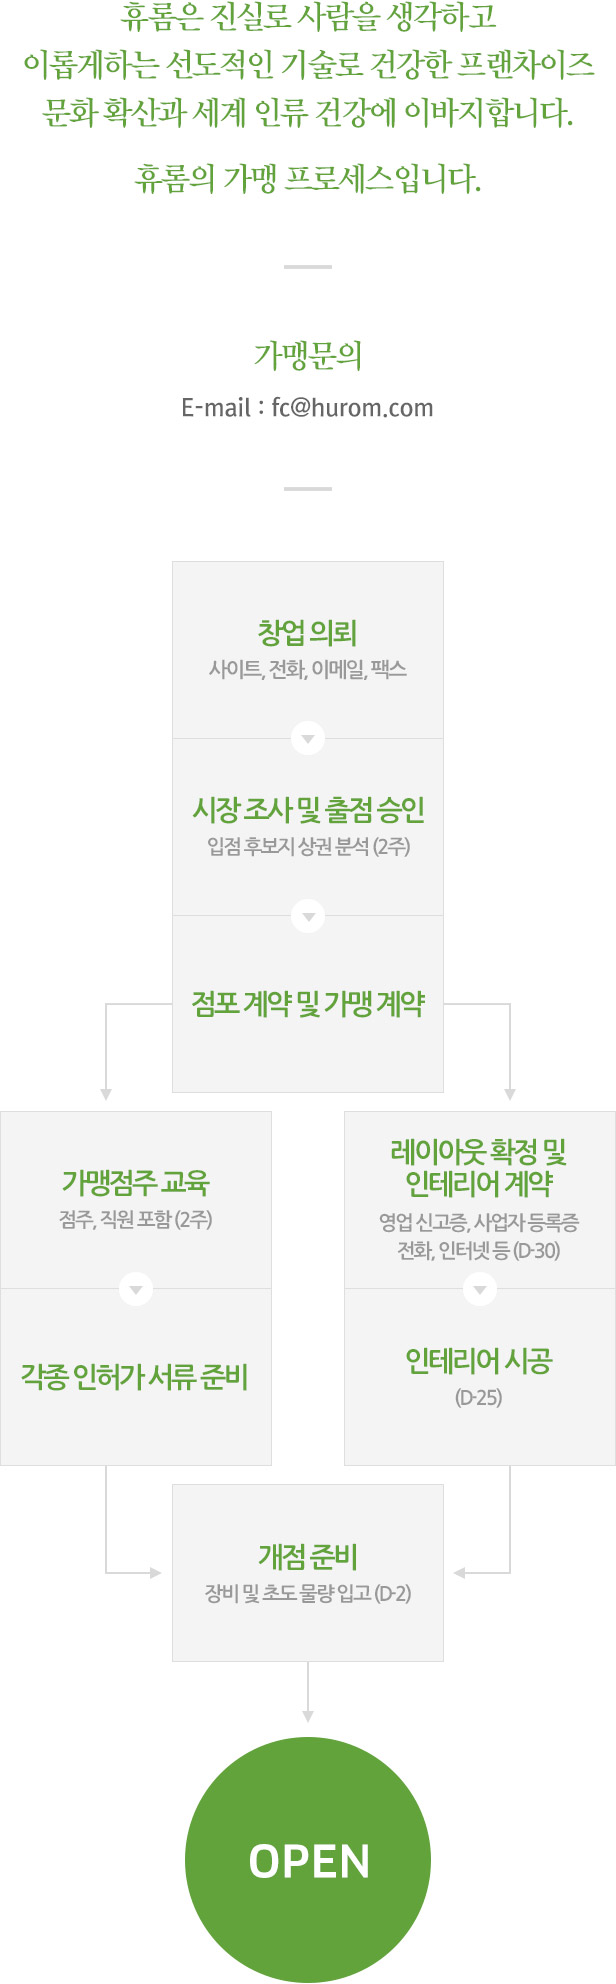 휴롬은 진실로 사람을 생각하고
이롭게하는 선도적인 기술로 건강한 프랜차이즈
문화 확산과 세계 인류 건강에 이바지합니다.
휴롬의 가맹 프로세스입니다.
가맹문의
E-mail : fc@hurom.com
창업 의뢰
사이트, 전화, 이메일, 팩스
시장 조사 및 출점 승인
입점 후보지 상권 분석 (2주)
점포 계약 및 가맹 계약
가맹점주 교육
점주, 직원 포함 (2주)
각종 인허가 서류 준비
레이아웃 확정 및
인테리어 계약
영업 신고증, 사업자 등록증
전화, 인터넷 등 (D-30)
인테리어 시공
(D-25)
개점 준비
장비 및 초도 물량 입고 (D-2)
OPEN